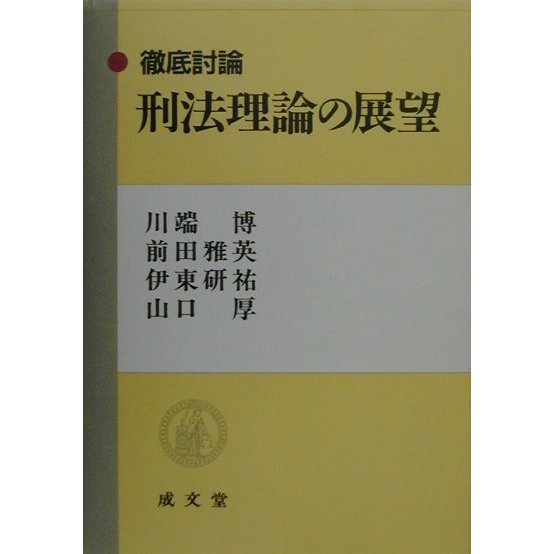 徹底討論
刑法理論の展望
川端 博
前田雅英
伊東研祐
山口 厚
成文堂